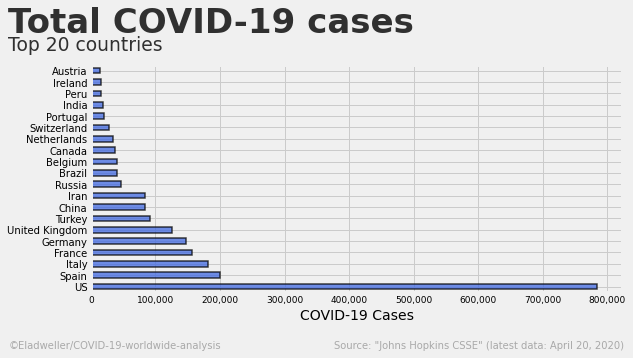 Total COVID-19 cases
Top 20 countries
Austria
Ireland
Peru
India
Portugal
Switzerland
Netherlands
Canada
Belgium
Brazil
Russia
Iran
China
Turkey
United Kingdom
Germany
France
Italy
Spain
US
0 100,000 200,000 300,000 400,000 500,000 600,000 700,000 800,000
COVID-19 Cases
©Eladweller/COVID-19-worldwide-analysis Source: "Johns Hopkins CSSE" (latest data: April 20, 2020)